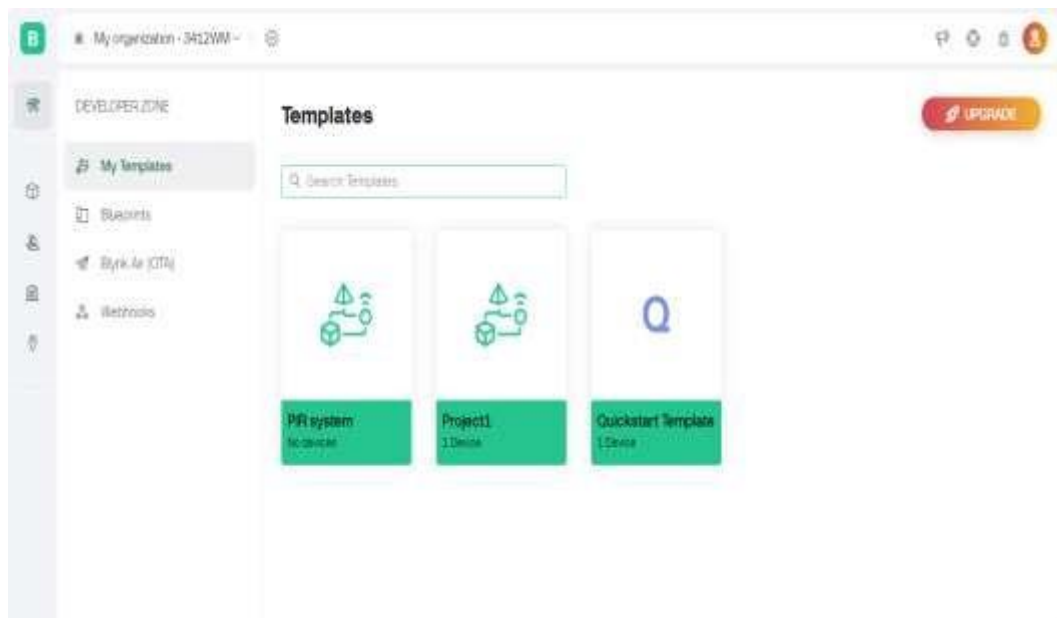 B
My organization - 3412WM
DEVELOPER ZONE
My Templates
Blueprints
Blynk.Air (OTA)
Webhooks
Templates
UPGRADE
Search Templates
Q
PIR system
No devices
Project1
1 Device
Quickstart Template
1 Device